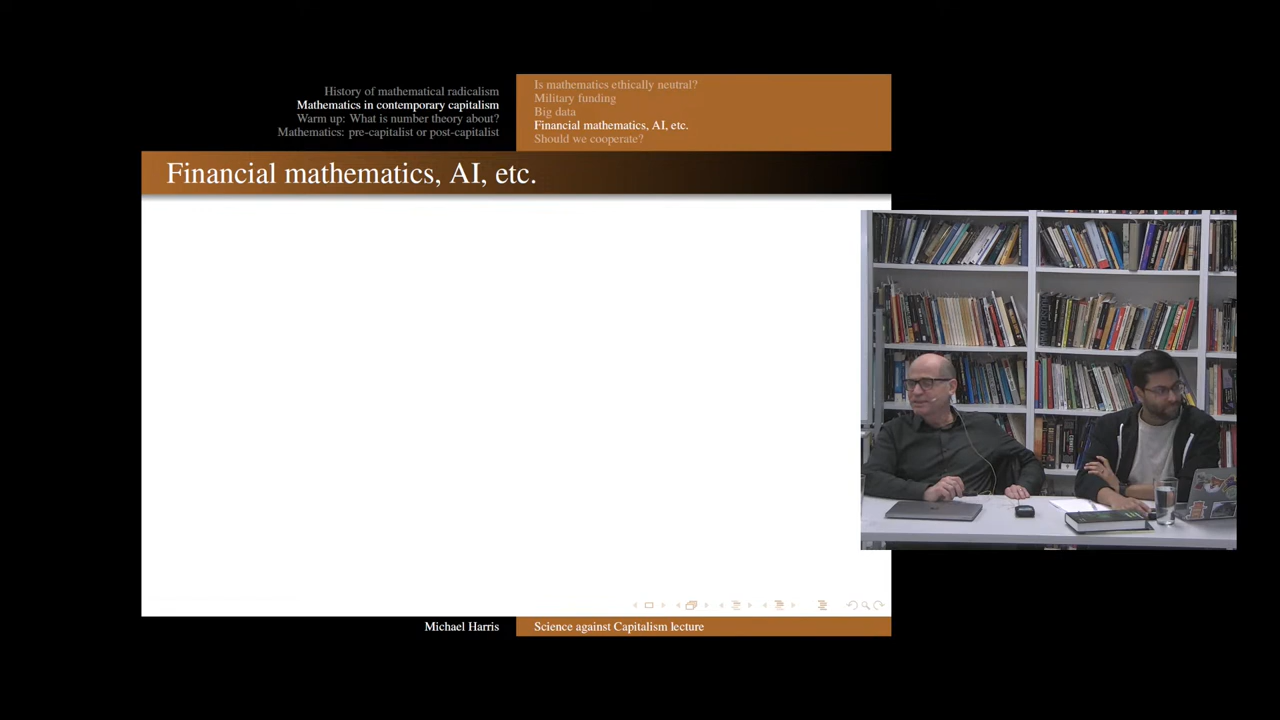 History of mathematical radicalism
Mathematics in contemporary capitalism
Warm up: What is number theory about?
Mathematics: pre-capitalist or post-capitalist
Is mathematics ethically neutral?
Military funding
Big data
Financial mathematics, AI, etc.
Should we cooperate?
Financial mathematics, AI, etc.
Michael Harris
Science against Capitalism lecture